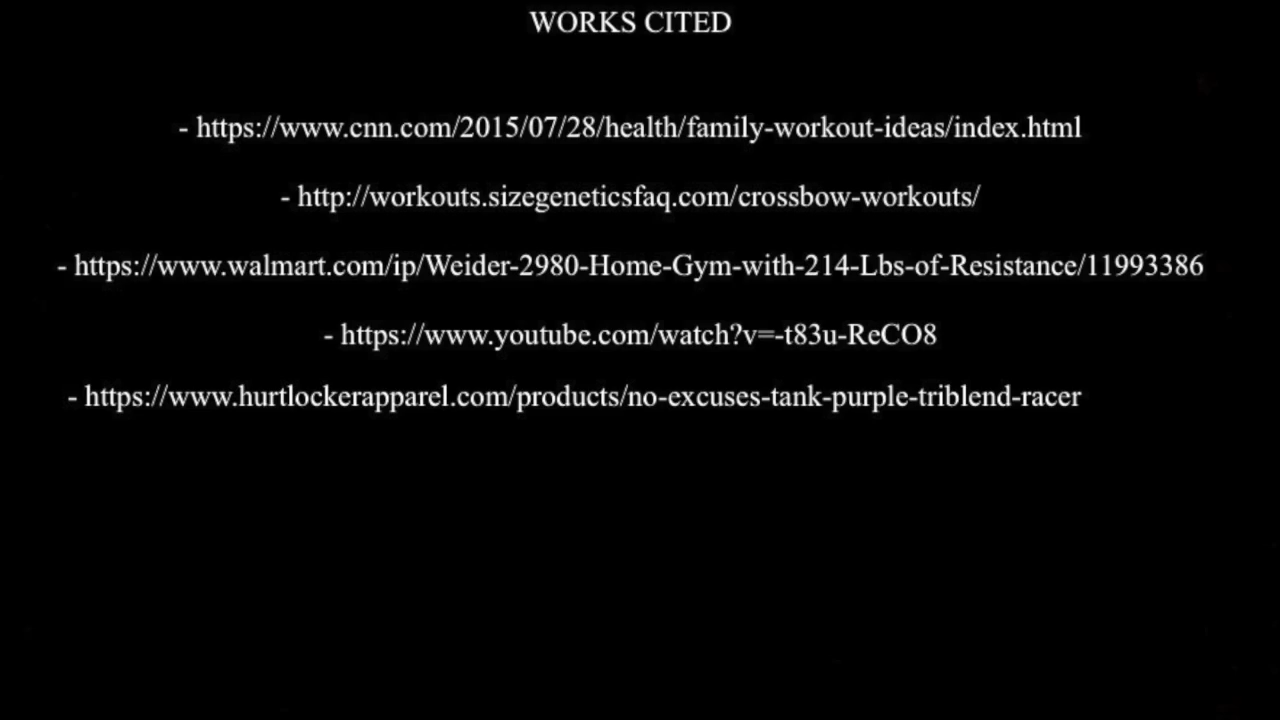 WORKS CITED
- https://www.cnn.com/2015/07/28/health/family-workout-ideas/index.html
- http://workouts.sizegeneticsfaq.com/crossbow-workouts/
- https://www.walmart.com/ip/Weider-2980-Home-Gym-with-214-Lbs-of-Resistance/11993386
- https://www.youtube.com/watch?v=-t83u-ReCO8
- https://www.hurtlockerapparel.com/products/no-excuses-tank-purple-triblend-racer